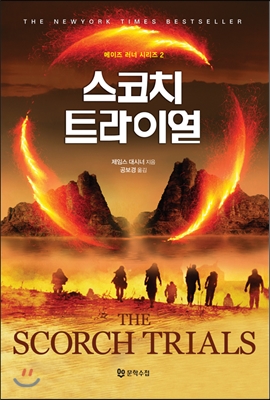 THE NEWYORK TIMES BESTSELLER
메이즈 러너 시리즈 2
스코치
트라이얼
제임스 대시너 지음
공보경 옮김
THE
SCORCH TRIALS
문학수첩